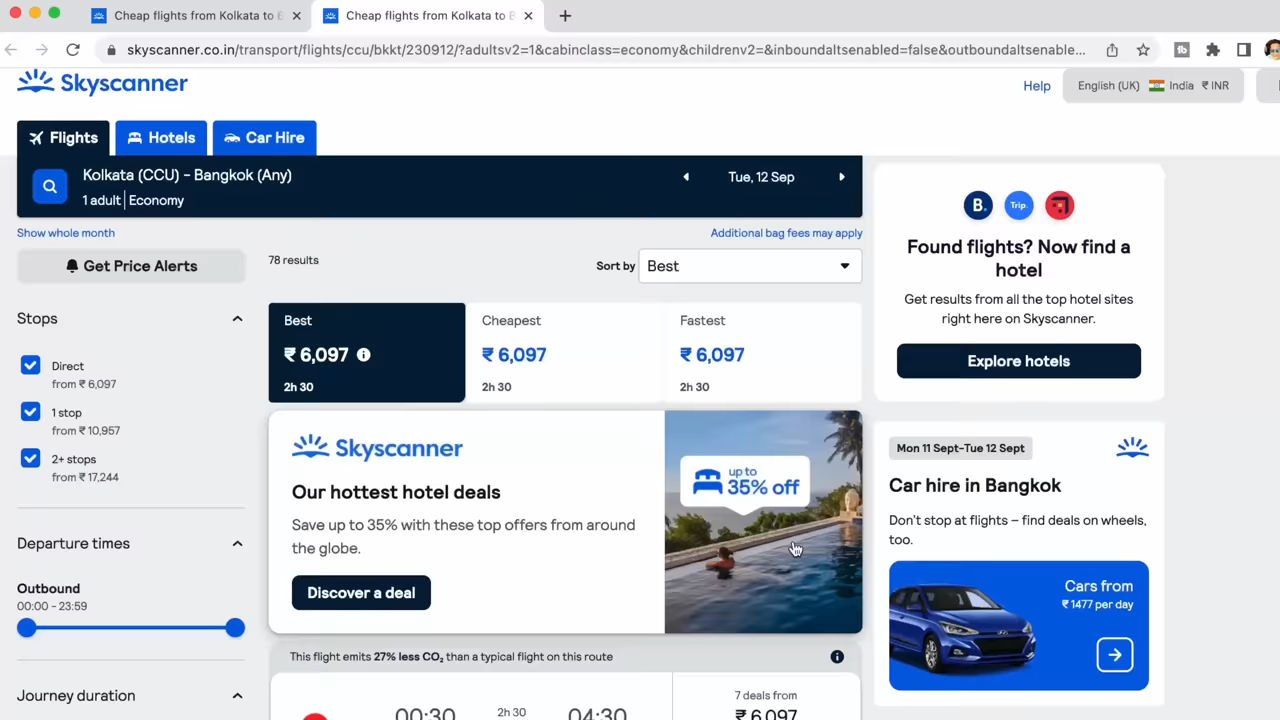 Cheap flights from Kolkata to
Cheap flights from Kolkata to
skyscanner.co.in/transport/flights/ccu/bkkt/230912/?adultsv2=1&cabinclass=economy&childrenv2=&inboundaltsenabled=false&outboundaltsenable...
Skyscanner
Help
English (UK) India ₹ INR
Flights
Hotels
Car Hire
Kolkata (CCU) - Bangkok (Any)
1 adult | Economy
Tue, 12 Sep
Show whole month
Additional bag fees may apply
Get Price Alerts
78 results
Sort by Best
Stops
Direct
from ₹ 6,097
1 stop
from ₹ 10,957
2+ stops
from ₹ 17,244
Departure times
Outbound
00:00 - 23:59
Journey duration
Best
₹ 6,097
2h 30
Cheapest
₹ 6,097
2h 30
Fastest
₹ 6,097
2h 30
Skyscanner
Our hottest hotel deals
Save up to 35% with these top offers from around
the globe.
Discover a deal
up to
35% off
This flight emits 27% less CO₂ than a typical flight on this route
00:30
2h 30
04:30
7 deals from
₹ 6,097
B.
Trip.
Found flights? Now find a
hotel
Get results from all the top hotel sites
right here on Skyscanner.
Explore hotels
Mon 11 Sept-Tue 12 Sept
Car hire in Bangkok
Don't stop at flights – find deals on wheels,
too.
Cars from
₹ 1477 per day